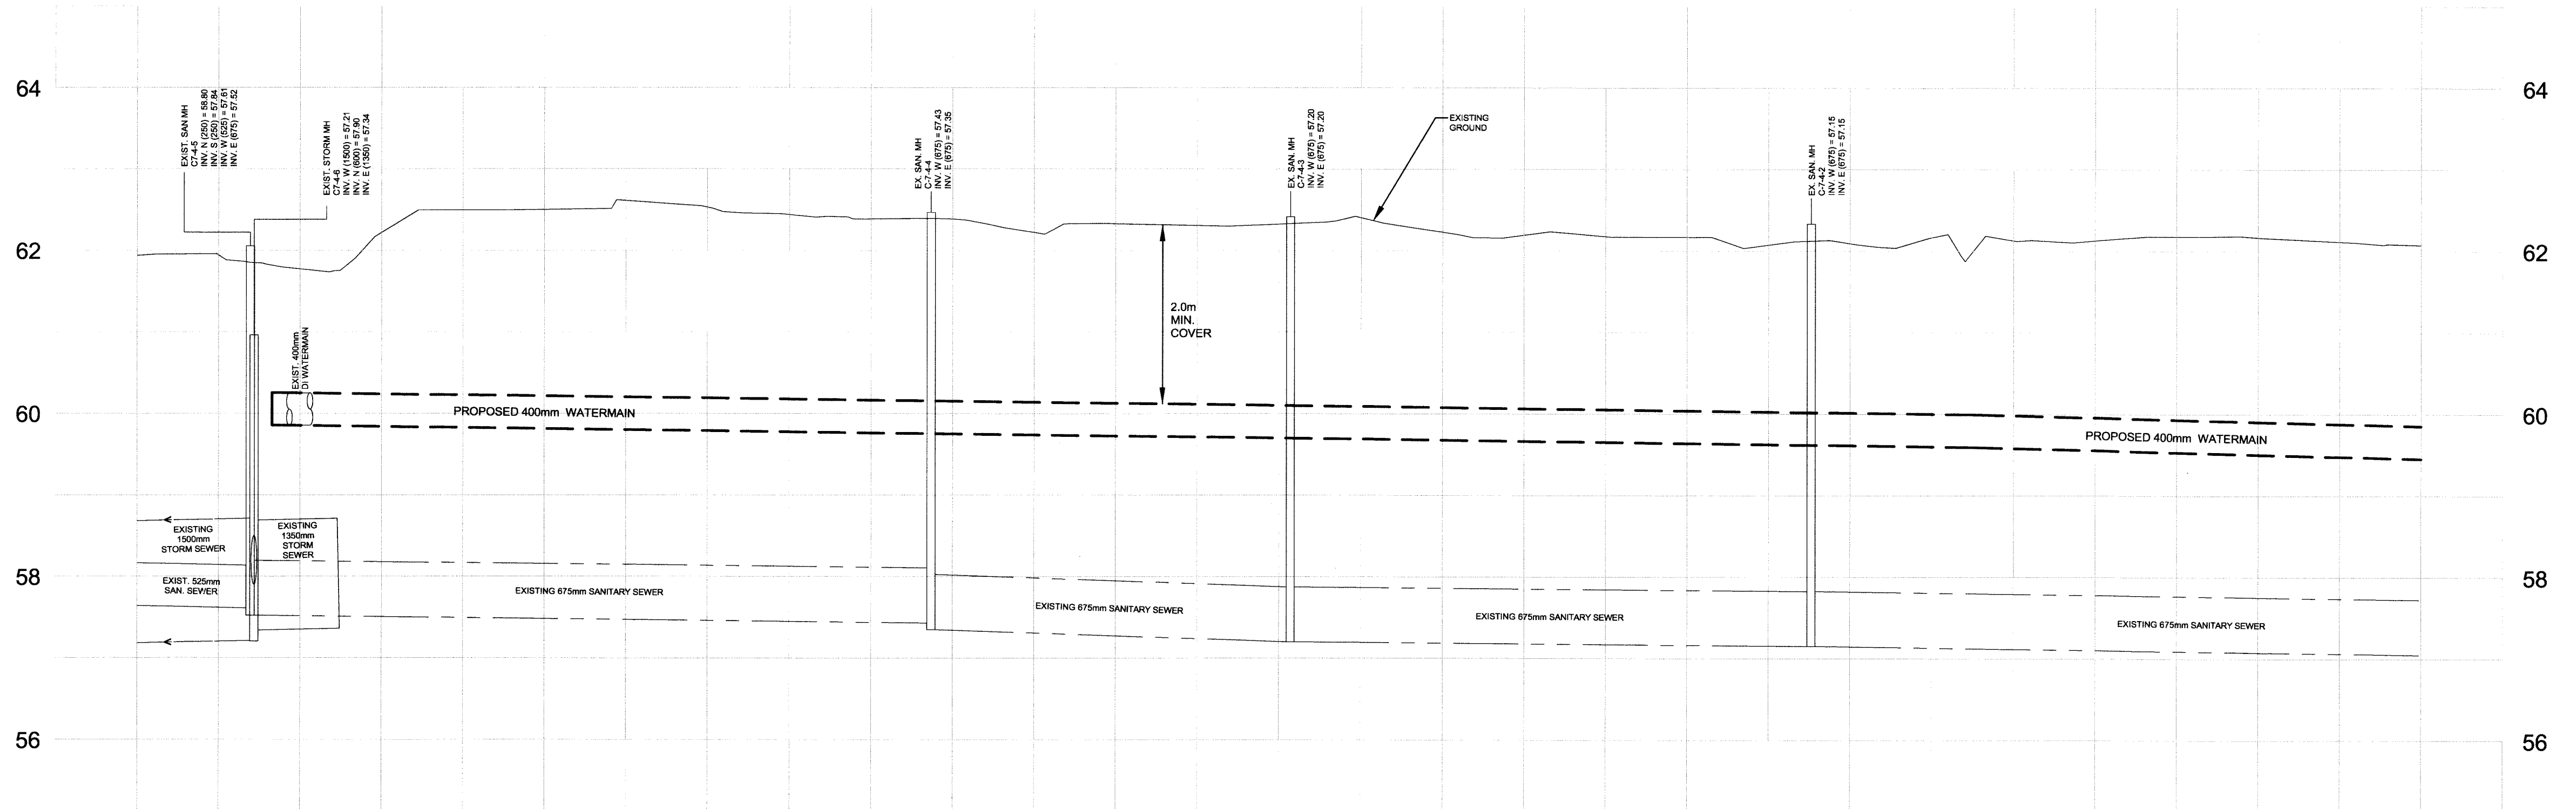 64
64
62
62
60
60
58
58
56
56
EXIST. SAN MH
C7-4-5
INV. N (250) = 58.80
INV. S (250) = 57.84
INV. W (525) = 57.61
INV. E (675) = 57.52
EXIST. STORM MH
C7-4-6
INV. W (1500) = 57.21
INV. N (600) = 57.90
INV. E (1350) = 57.34
EX. SAN. MH
C-7-4-4
INV. W (675) = 57.43
INV. E (675) = 57.35
EX. SAN. MH
C-7-4-3
INV. W (675) = 57.20
INV. E (675) = 57.20
EXISTING
GROUND
EX. SAN. MH
C-7-4-2
INV. W (675) = 57.15
INV. E (675) = 57.15
2.0m
MIN.
COVER
EXIST. 400mm
DI WATERMAIN
PROPOSED 400mm WATERMAIN
PROPOSED 400mm WATERMAIN
EXISTING
1500mm
STORM SEWER
EXISTING
1350mm
STORM
SEWER
EXIST. 525mm
SAN. SEWER
EXISTING 675mm SANITARY SEWER
EXISTING 675mm SANITARY SEWER
EXISTING 675mm SANITARY SEWER
EXISTING 675mm SANITARY SEWER